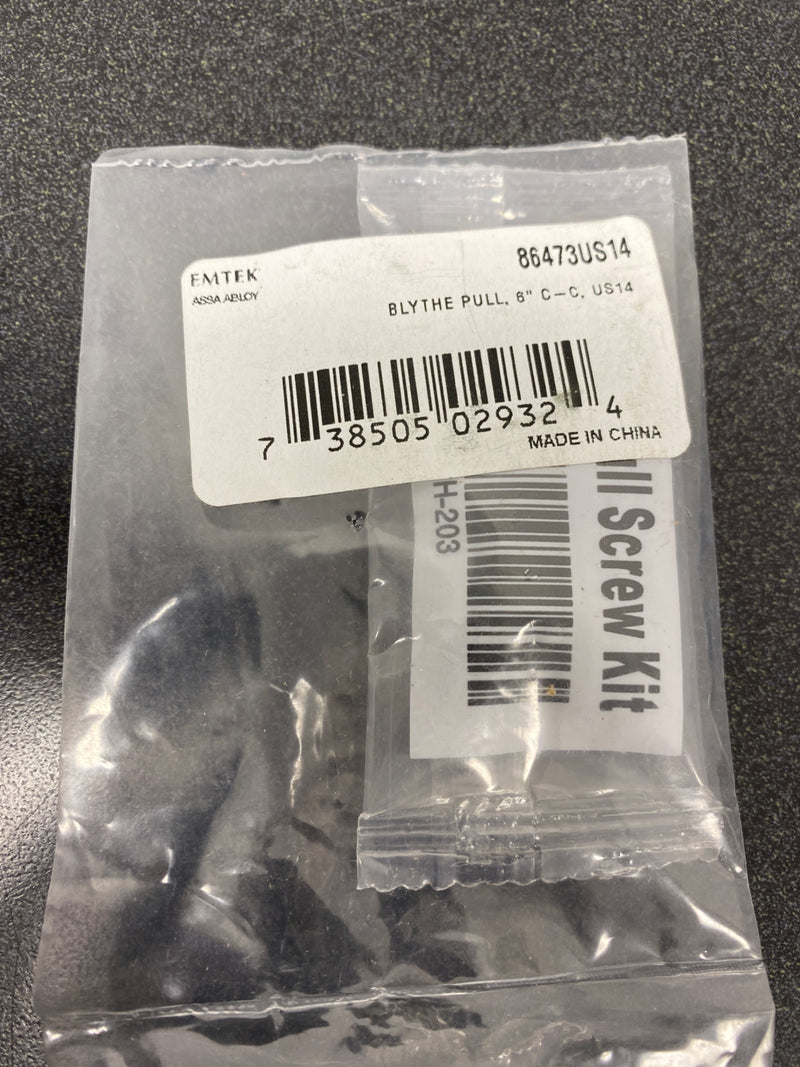 EMTEK
ASSA ABLOY
86473US14
BLYTHE PULL, 6" C-C, US14
7 38505 02932 4
MADE IN CHINA
ll Screw Kit
H-203